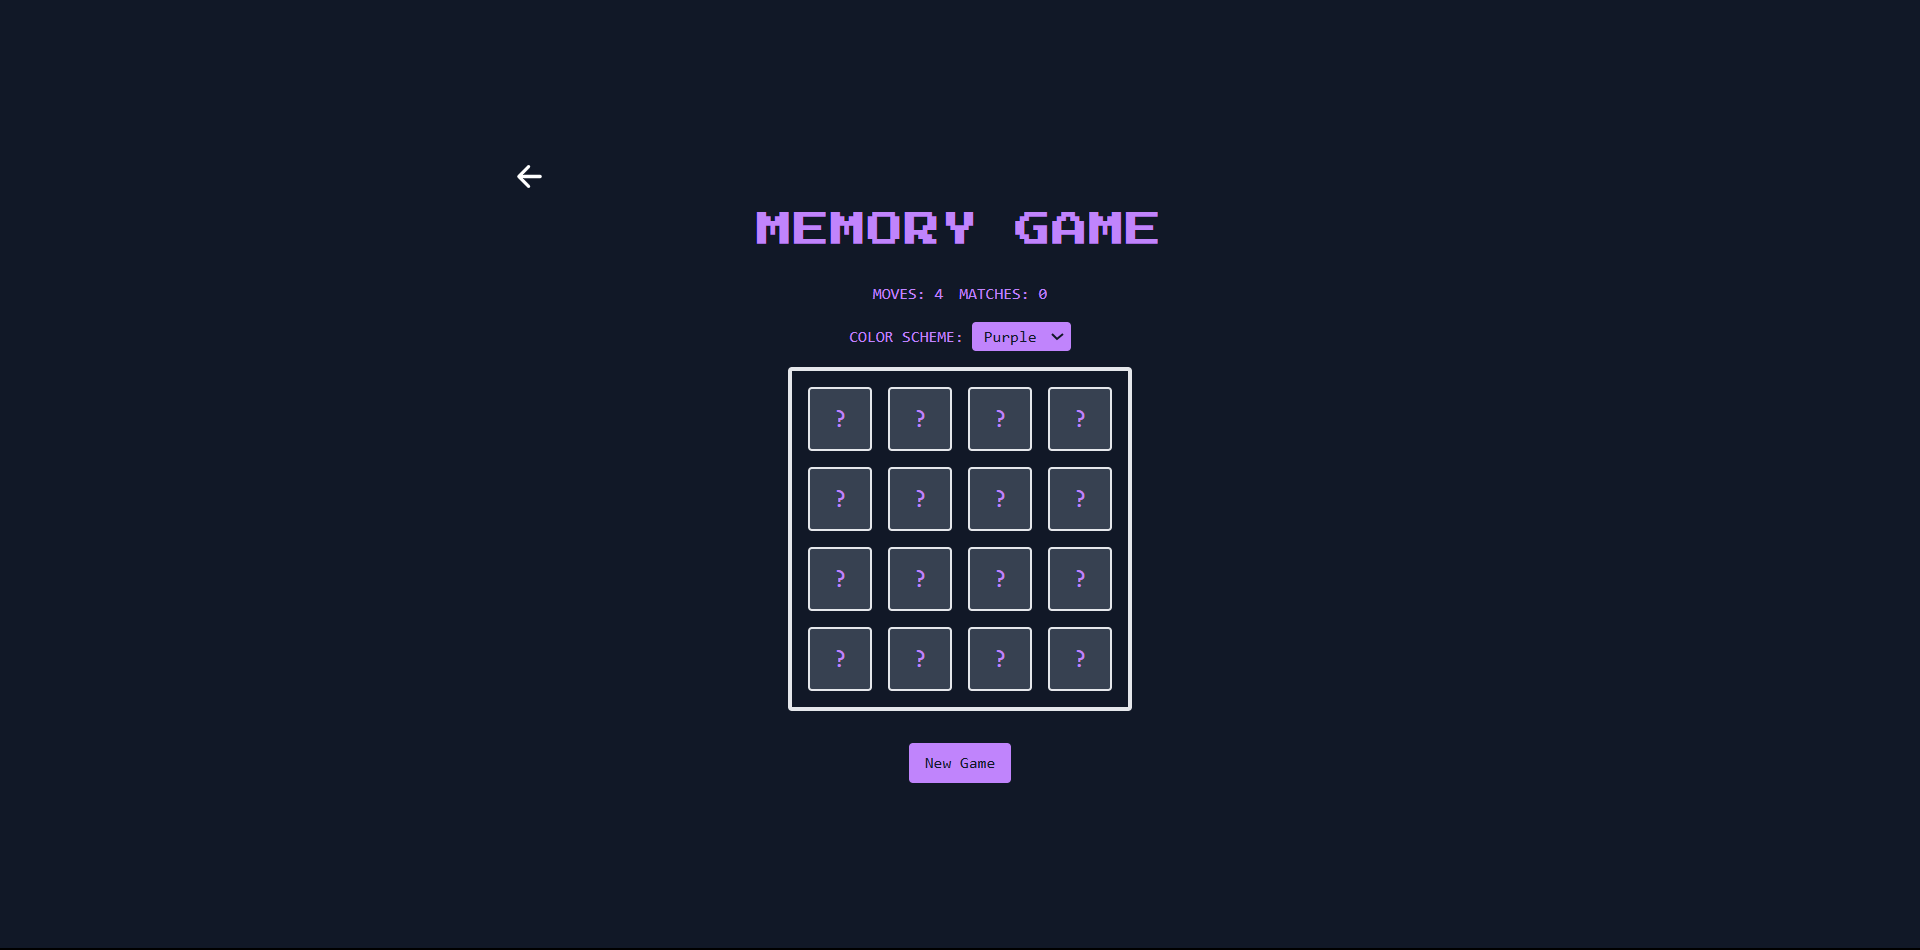 MEMORY GAME
MOVES: 4 MATCHES: 0
COLOR SCHEME: Purple
? ? ? ?
? ? ? ?
? ? ? ?
? ? ? ?
New Game